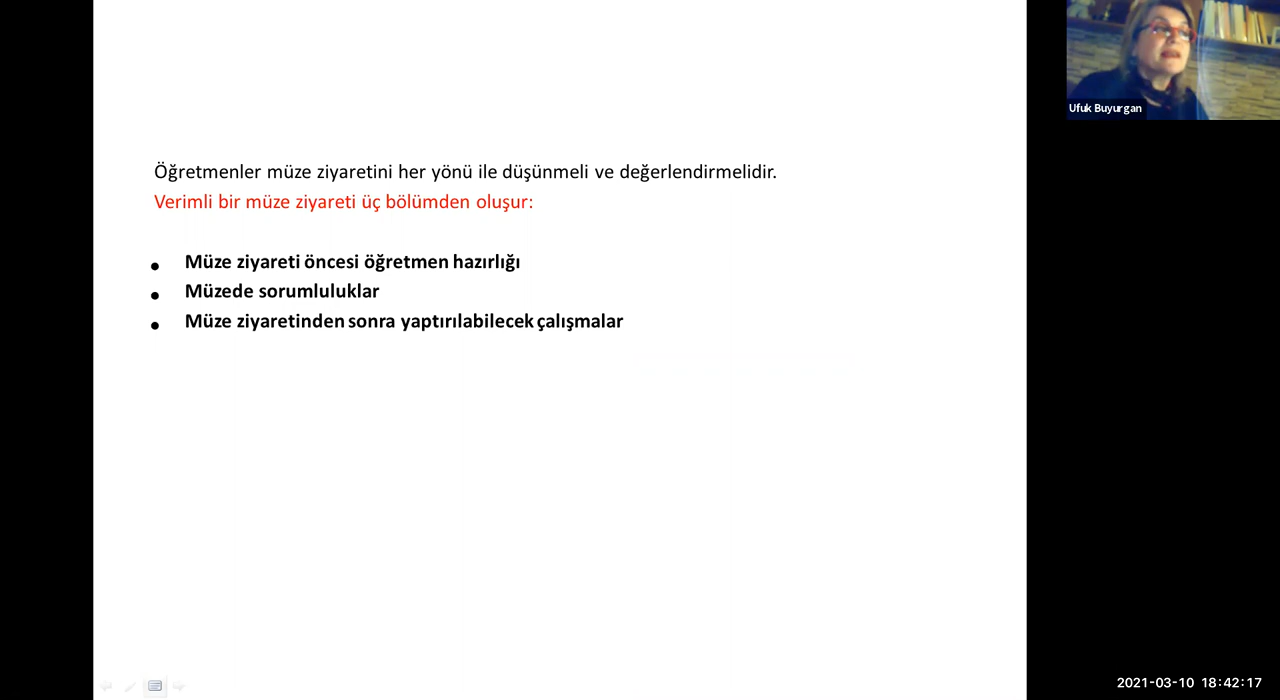 Öğretmenler müze ziyaretini her yönü ile düşünmeli ve değerlendirmelidir.
Verimli bir müze ziyareti üç bölümden oluşur:
• Müze ziyareti öncesi öğretmen hazırlığı
• Müzede sorumluluklar
• Müze ziyaretinden sonra yaptırılabilecek çalışmalar
Ufuk Buyurgan
2021-03-10 18:42:17